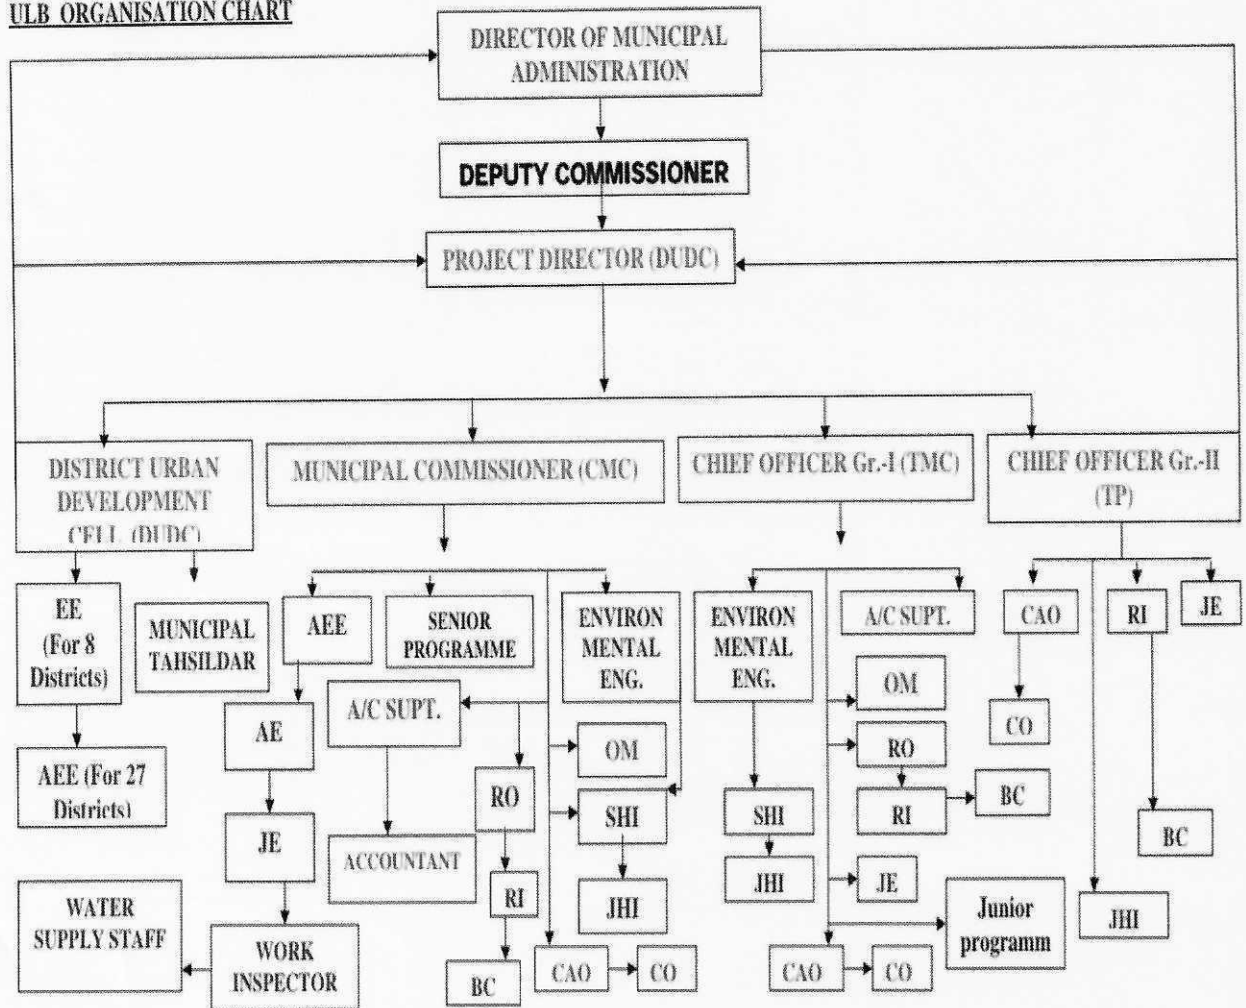 ULB ORGANISATION CHART
DIRECTOR OF MUNICIPAL
ADMINISTRATION
DEPUTY COMMISSIONER
PROJECT DIRECTOR (DUDC)
DISTRICT URBAN
DEVELOPMENT
CELL (DUDC)
MUNICIPAL COMMISSIONER (CMC)
CHIEF OFFICER Gr.-I (TMC)
CHIEF OFFICER Gr.-II
(TP)
EE
(For 8
Districts)
MUNICIPAL
TAHSILDAR
AEE (For 27
Districts)
AEE
SENIOR
PROGRAMME
ENVIRON
MENTAL
ENG.
AE
A/C SUPT.
OM
RO
SHI
JE
ACCOUNTANT
RI
JHI
WATER
SUPPLY STAFF
WORK
INSPECTOR
BC
CAO
CO
ENVIRON
MENTAL
ENG.
A/C SUPT.
OM
RO
SHI
RI
BC
JHI
JE
Junior
programm
CAO
CO
CAO
RI
JE
CO
BC
JHI